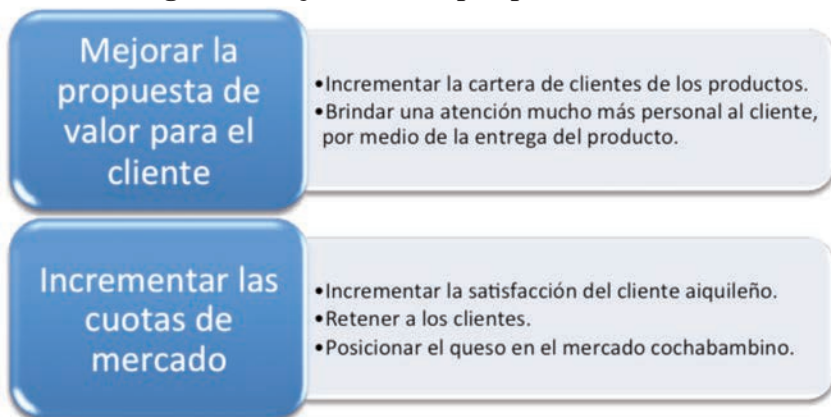 Mejorar la
propuesta de
valor para el
cliente
•Incrementar la cartera de clientes de los productos.
•Brindar una atención mucho más personal al cliente,
por medio de la entrega del producto.
Incrementar las
cuotas de
mercado
•Incrementar la satisfacción del cliente aiquileño.
•Retener a los clientes.
•Posicionar el queso en el mercado cochabambino.